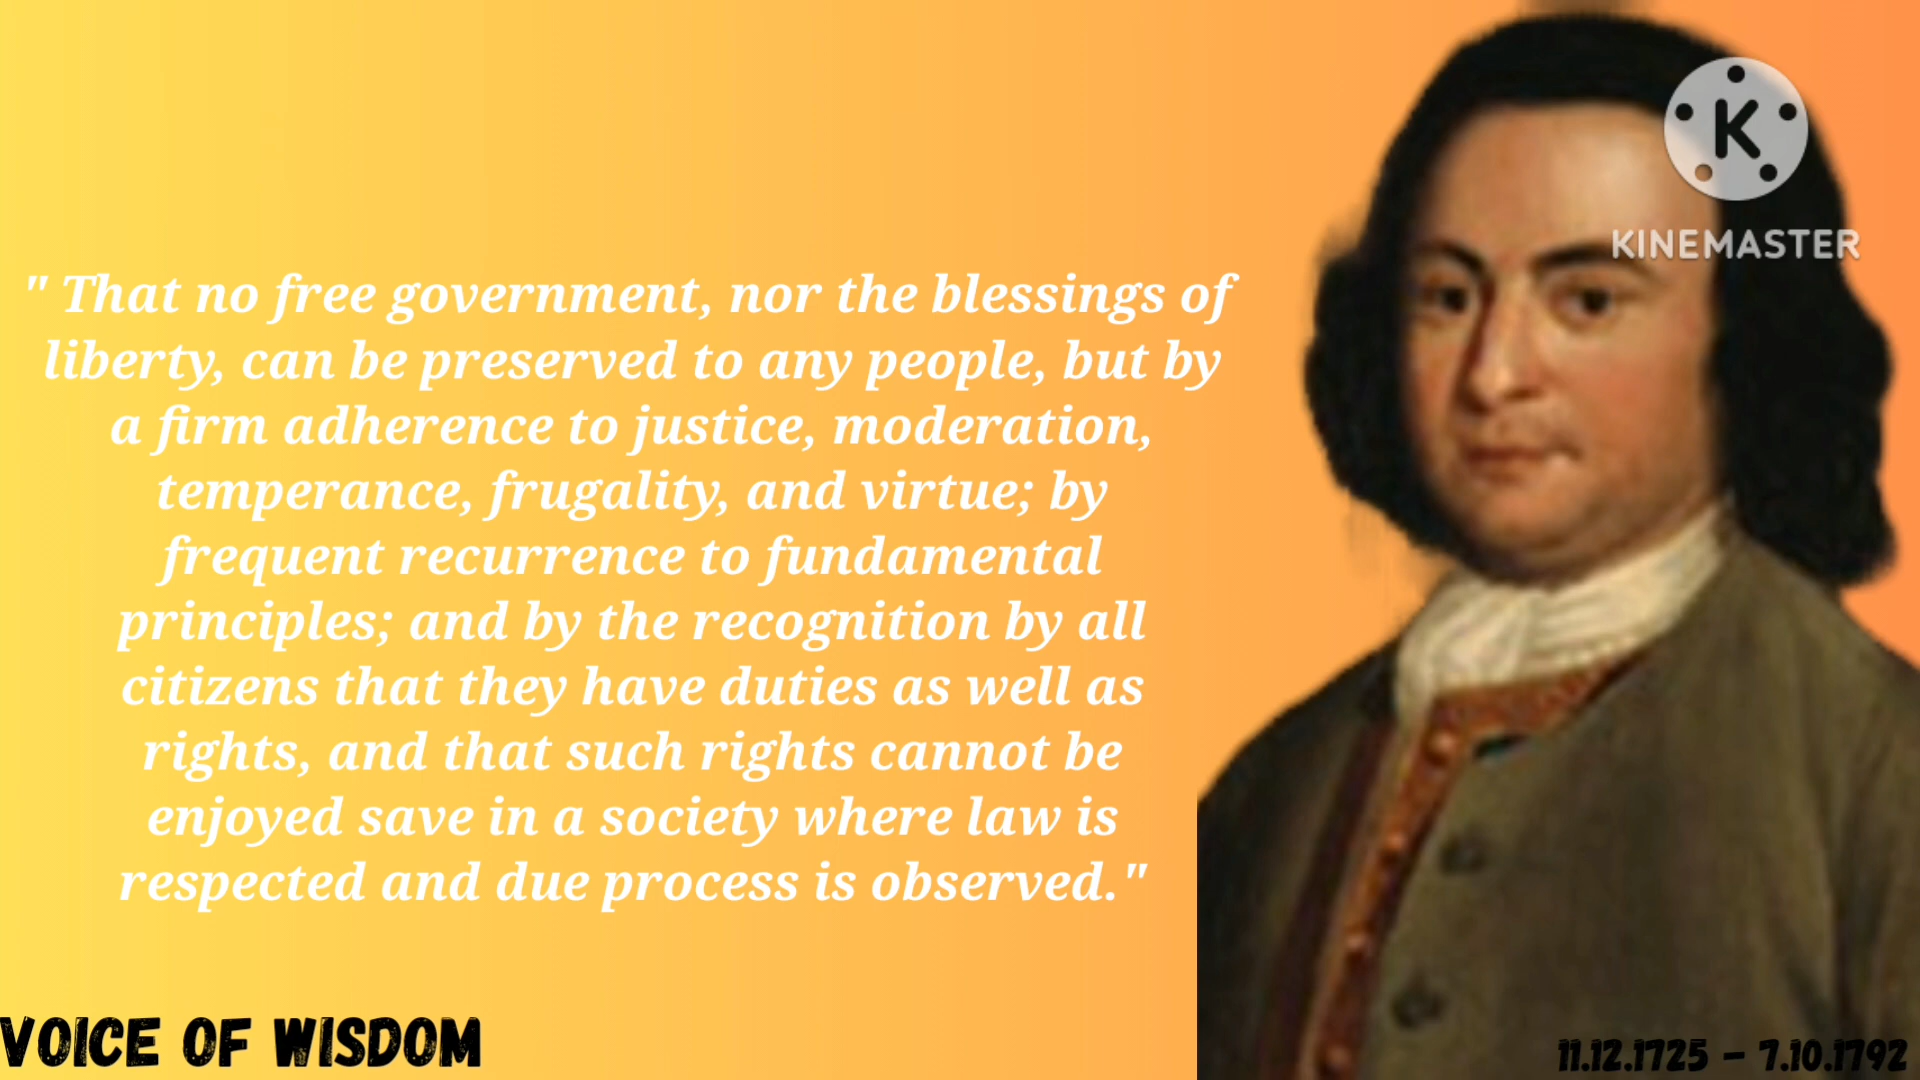 " That no free government, nor the blessings of
liberty, can be preserved to any people, but by
a firm adherence to justice, moderation,
temperance, frugality, and virtue; by
frequent recurrence to fundamental
principles; and by the recognition by all
citizens that they have duties as well as
rights, and that such rights cannot be
enjoyed save in a society where law is
respected and due process is observed."
K
KINEMASTER
VOICE OF WISDOM
11.12.1725 – 7.10.1792